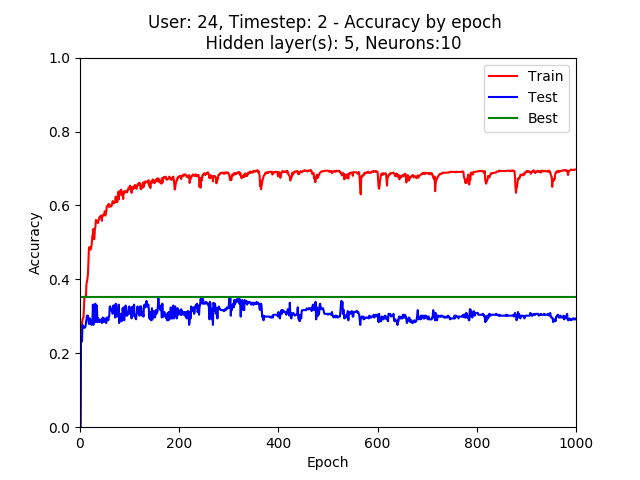 User: 24, Timestep: 2 - Accuracy by epoch
Hidden layer(s): 5, Neurons:10
1.0
0.8
0.6
0.4
0.2
0.0
Accuracy
Train
Test
Best
0 200 400 600 800 1000
Epoch